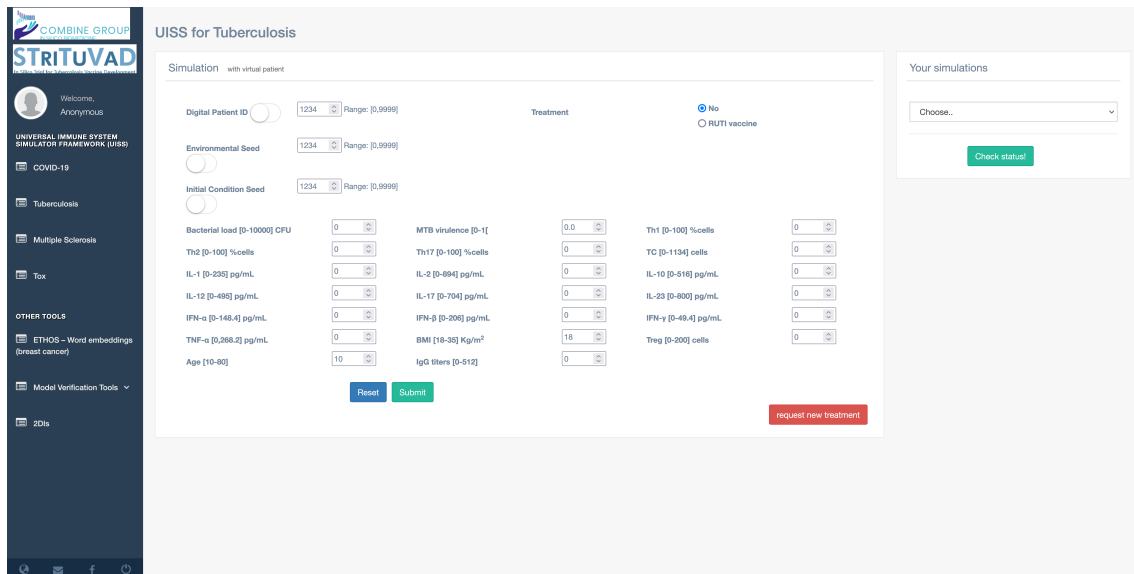 COMBINE GROUP
IN SILICO BIOMEDICINE
STRITUVAD
In Silico Trial for Tuberculosis Vaccine Development
Welcome,
Anonymous
UNIVERSAL IMMUNE SYSTEM
SIMULATOR FRAMEWORK (UISS)
COVID-19
Tuberculosis
Multiple Sclerosis
Tox
OTHER TOOLS
ETHOS – Word embeddings
(breast cancer)
Model Verification Tools
2DIs
UISS for Tuberculosis
Simulation with virtual patient
Digital Patient ID 1234 Range: [0,9999] Treatment No
RUTI vaccine
Environmental Seed 1234 Range: [0,9999]
Initial Condition Seed 1234 Range: [0,9999]
Bacterial load [0-10000] CFU 0 MTB virulence [0-1[ 0.0 Th1 [0-100] %cells 0
Th2 [0-100] %cells 0 Th17 [0-100] %cells 0 TC [0-1134] cells 0
IL-1 [0-235] pg/mL 0 IL-2 [0-894] pg/mL 0 IL-10 [0-516] pg/mL 0
IL-12 [0-495] pg/mL 0 IL-17 [0-704] pg/mL 0 IL-23 [0-800] pg/mL 0
IFN-α [0-148.4] pg/mL 0 IFN-β [0-206] pg/mL 0 IFN-γ [0-49.4] pg/mL 0
TNF-α [0,268.2] pg/mL 0 BMI [18-35] Kg/m² 18 Treg [0-200] cells 0
Age [10-80] 10 IgG titers [0-512] 0
Reset Submit
request new treatment
Your simulations
Choose..
Check status!